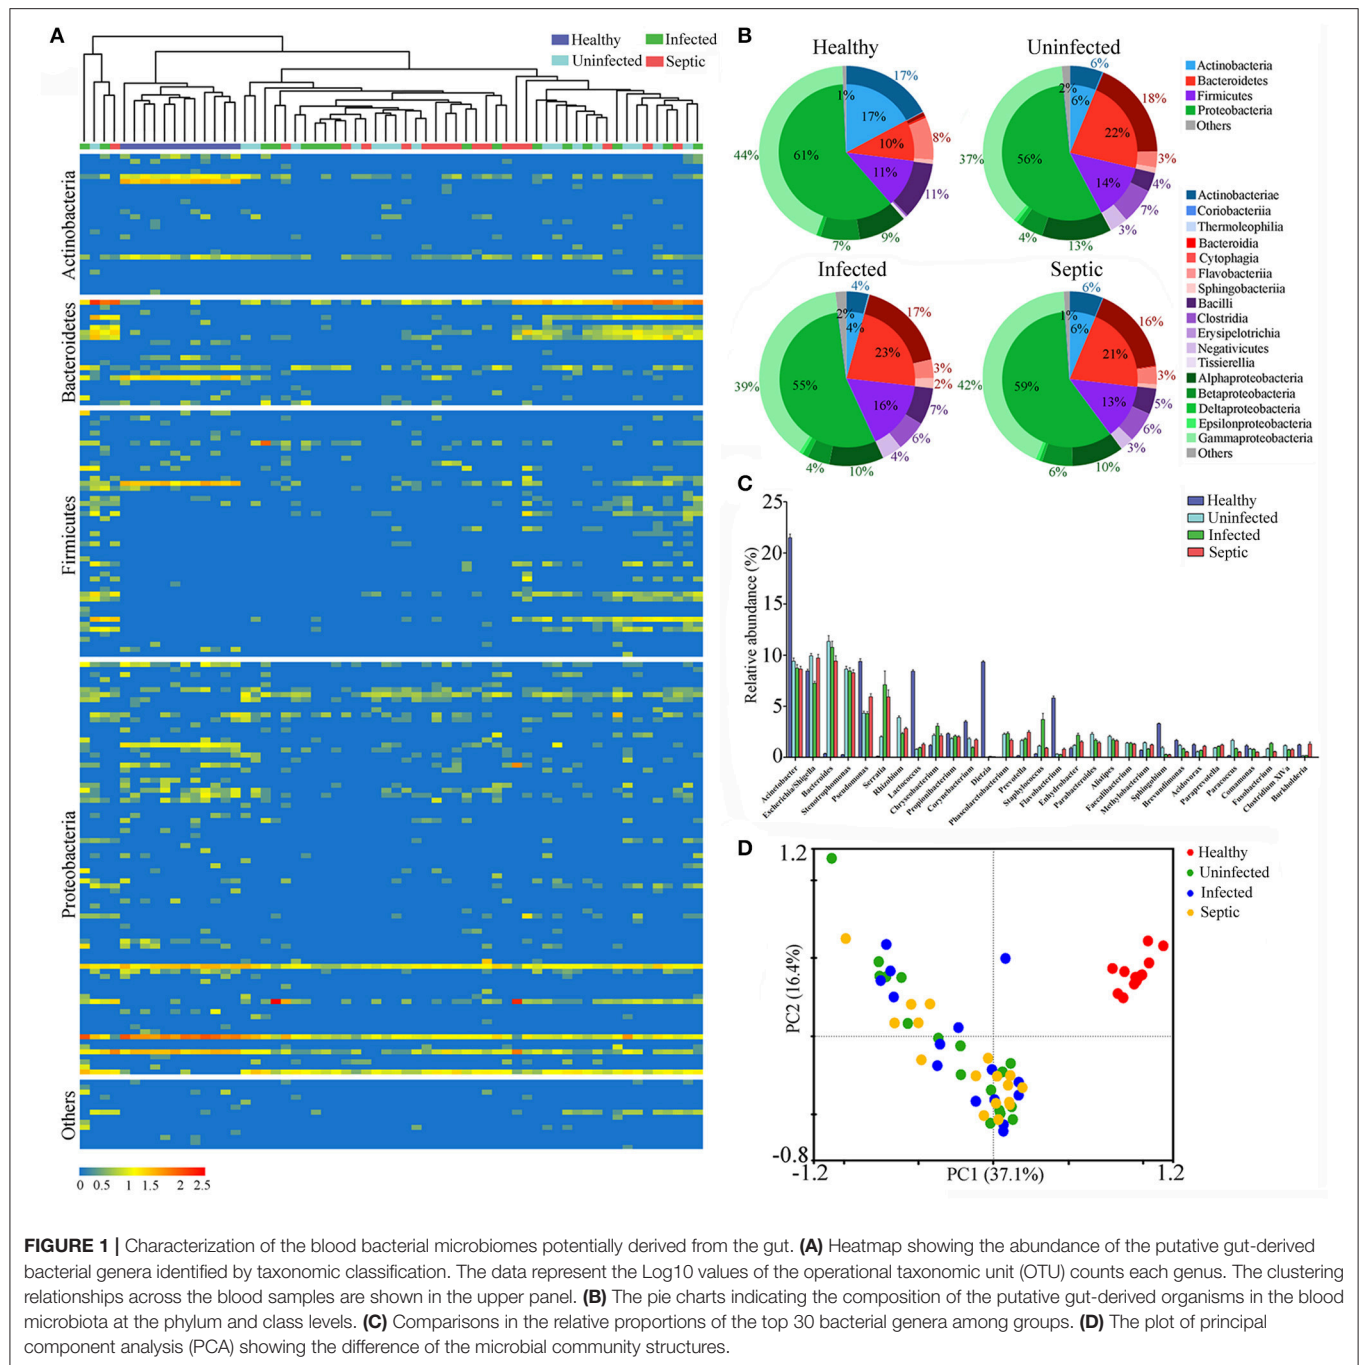 A
Healthy
Infected
Uninfected
Septic
Actinobacteria
Bacteroidetes
Firmicutes
Proteobacteria
Others
0 0.5 1 1.5 2 2.5
B
Healthy
17%
1%
17%
8%
10%
44%
61%
11%
11%
7%
9%
Uninfected
6%
2%
6%
18%
22%
37%
56%
3%
14%
4%
7%
4%
13%
3%
Infected
4%
2%
4%
17%
23%
39%
55%
3%
2%
16%
7%
6%
4%
10%
4%
Septic
6%
1%
6%
16%
21%
42%
59%
3%
13%
5%
6%
3%
6%
10%
Actinobacteria
Bacteroidetes
Firmicutes
Proteobacteria
Others
Actinobacteriae
Coriobacteriia
Thermoleophilia
Bacteroidia
Cytophagia
Flavobacteriia
Sphingobacteriia
Bacilli
Clostridia
Erysipelotrichia
Negativicutes
Tissierellia
Alphaproteobacteria
Betaproteobacteria
Deltaproteobacteria
Epsilonproteobacteria
Gammaproteobacteria
Others
C
Healthy
Uninfected
Infected
Septic
Relative abundance (%)
25
20
15
10
5
0
Acinetobacter
Escherichia/Shigella
Bacteroides
Stenotrophomonas
Pseudomonas
Serratia
Rhizobium
Lactococcus
Chryseobacterium
Propionibacterium
Corynebacterium
Dietzia
Phascolarctobacterium
Prevotella
Staphylococcus
Flavobacterium
Enhydrobacter
Parabacteroides
Alistipes
Faecalibacterium
Methylobacterium
Sphingobium
Brevundimonas
Acidovorax
Paraprevotella
Paracoccus
Comamonas
Fusobacterium
Clostridium XIVa
Burkholderia
D
Healthy
Uninfected
Infected
Septic
1.2
PC2 (16.4%)
-0.8
-1.2
PC1 (37.1%)
1.2
FIGURE 1 | Characterization of the blood bacterial microbiomes potentially derived from the gut. (A) Heatmap showing the abundance of the putative gut-derived
bacterial genera identified by taxonomic classification. The data represent the Log10 values of the operational taxonomic unit (OTU) counts each genus. The clustering
relationships across the blood samples are shown in the upper panel. (B) The pie charts indicating the composition of the putative gut-derived organisms in the blood
microbiota at the phylum and class levels. (C) Comparisons in the relative proportions of the top 30 bacterial genera among groups. (D) The plot of principal
component analysis (PCA) showing the difference of the microbial community structures.